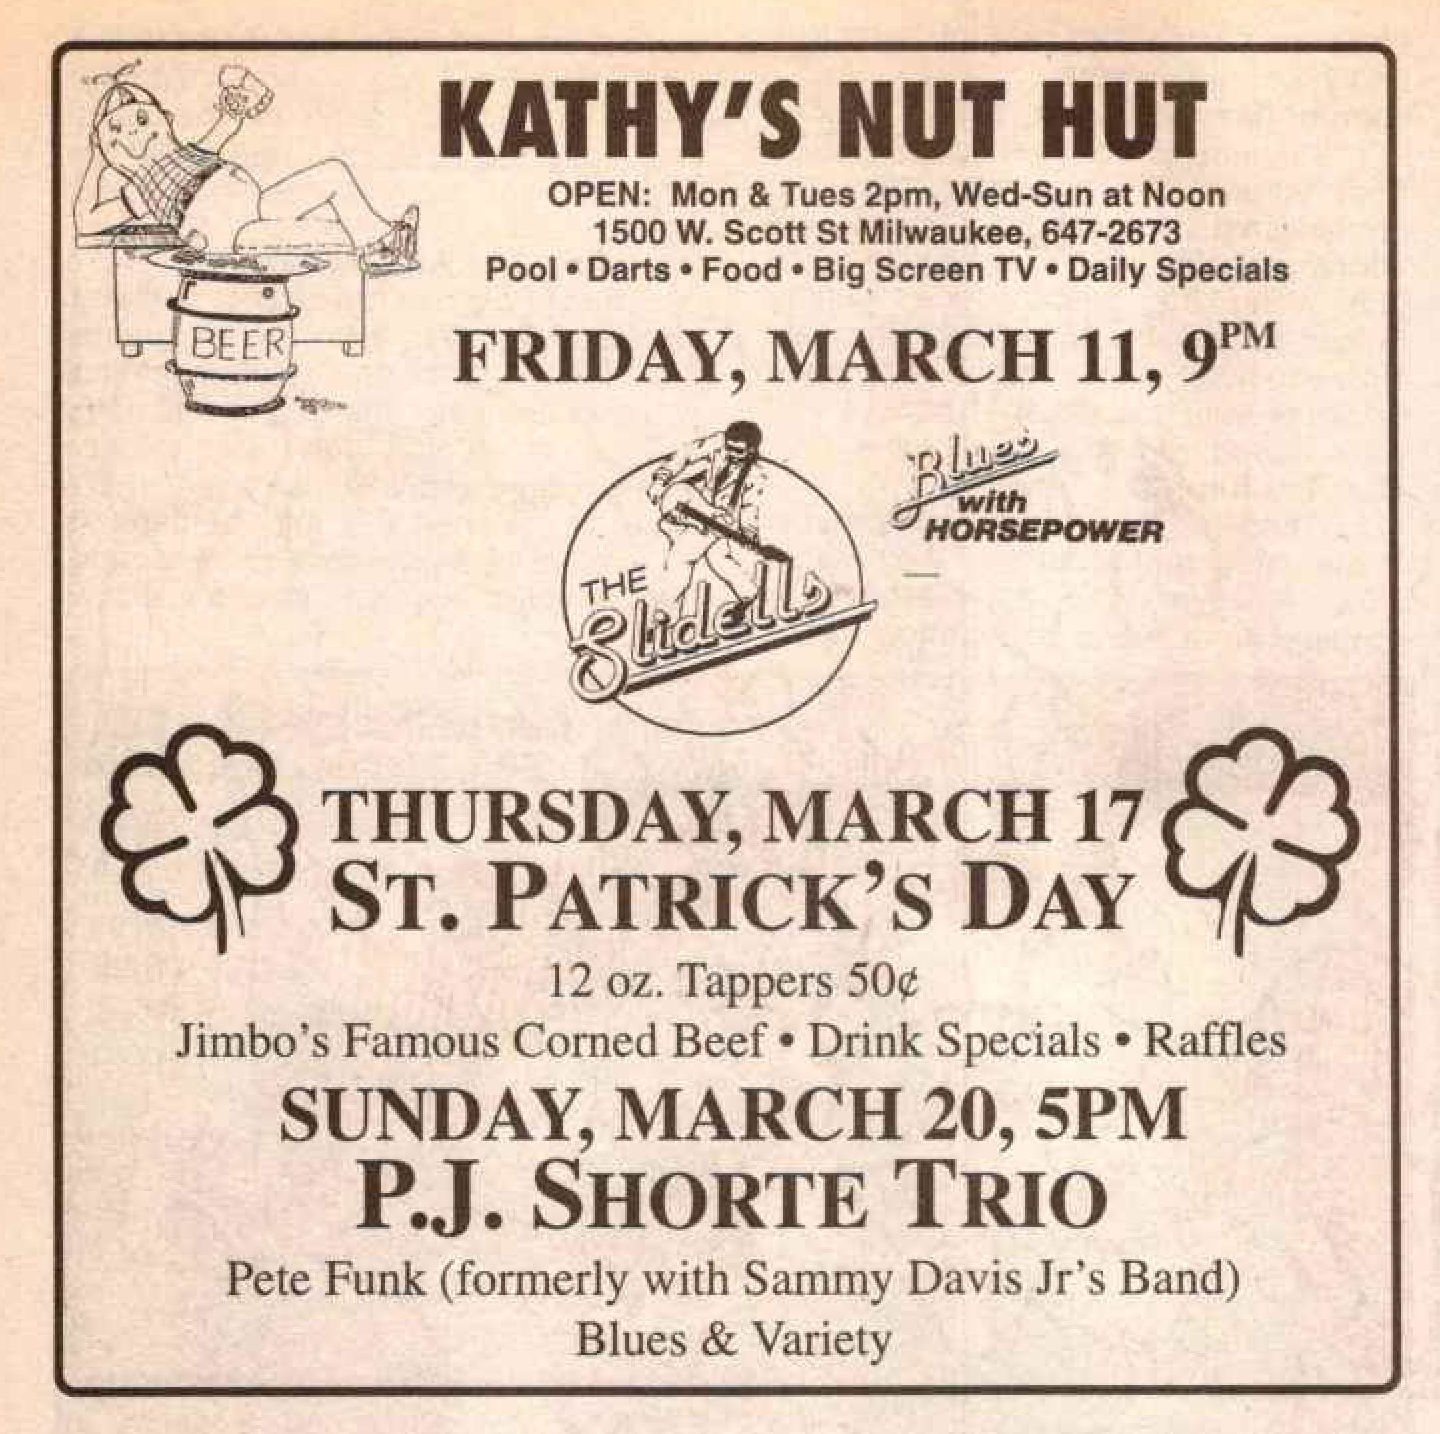 KATHY'S NUT HUT
OPEN: Mon & Tues 2pm, Wed-Sun at Noon
1500 W. Scott St Milwaukee, 647-2673
Pool • Darts • Food • Big Screen TV • Daily Specials
BEER
FRIDAY, MARCH 11, 9PM
Blues
with
HORSEPOWER
THE
Slidells
THURSDAY, MARCH 17
ST. PATRICK'S DAY
12 oz. Tappers 50¢
Jimbo's Famous Corned Beef • Drink Specials • Raffles
SUNDAY, MARCH 20, 5PM
P.J. SHORTE TRIO
Pete Funk (formerly with Sammy Davis Jr's Band)
Blues & Variety